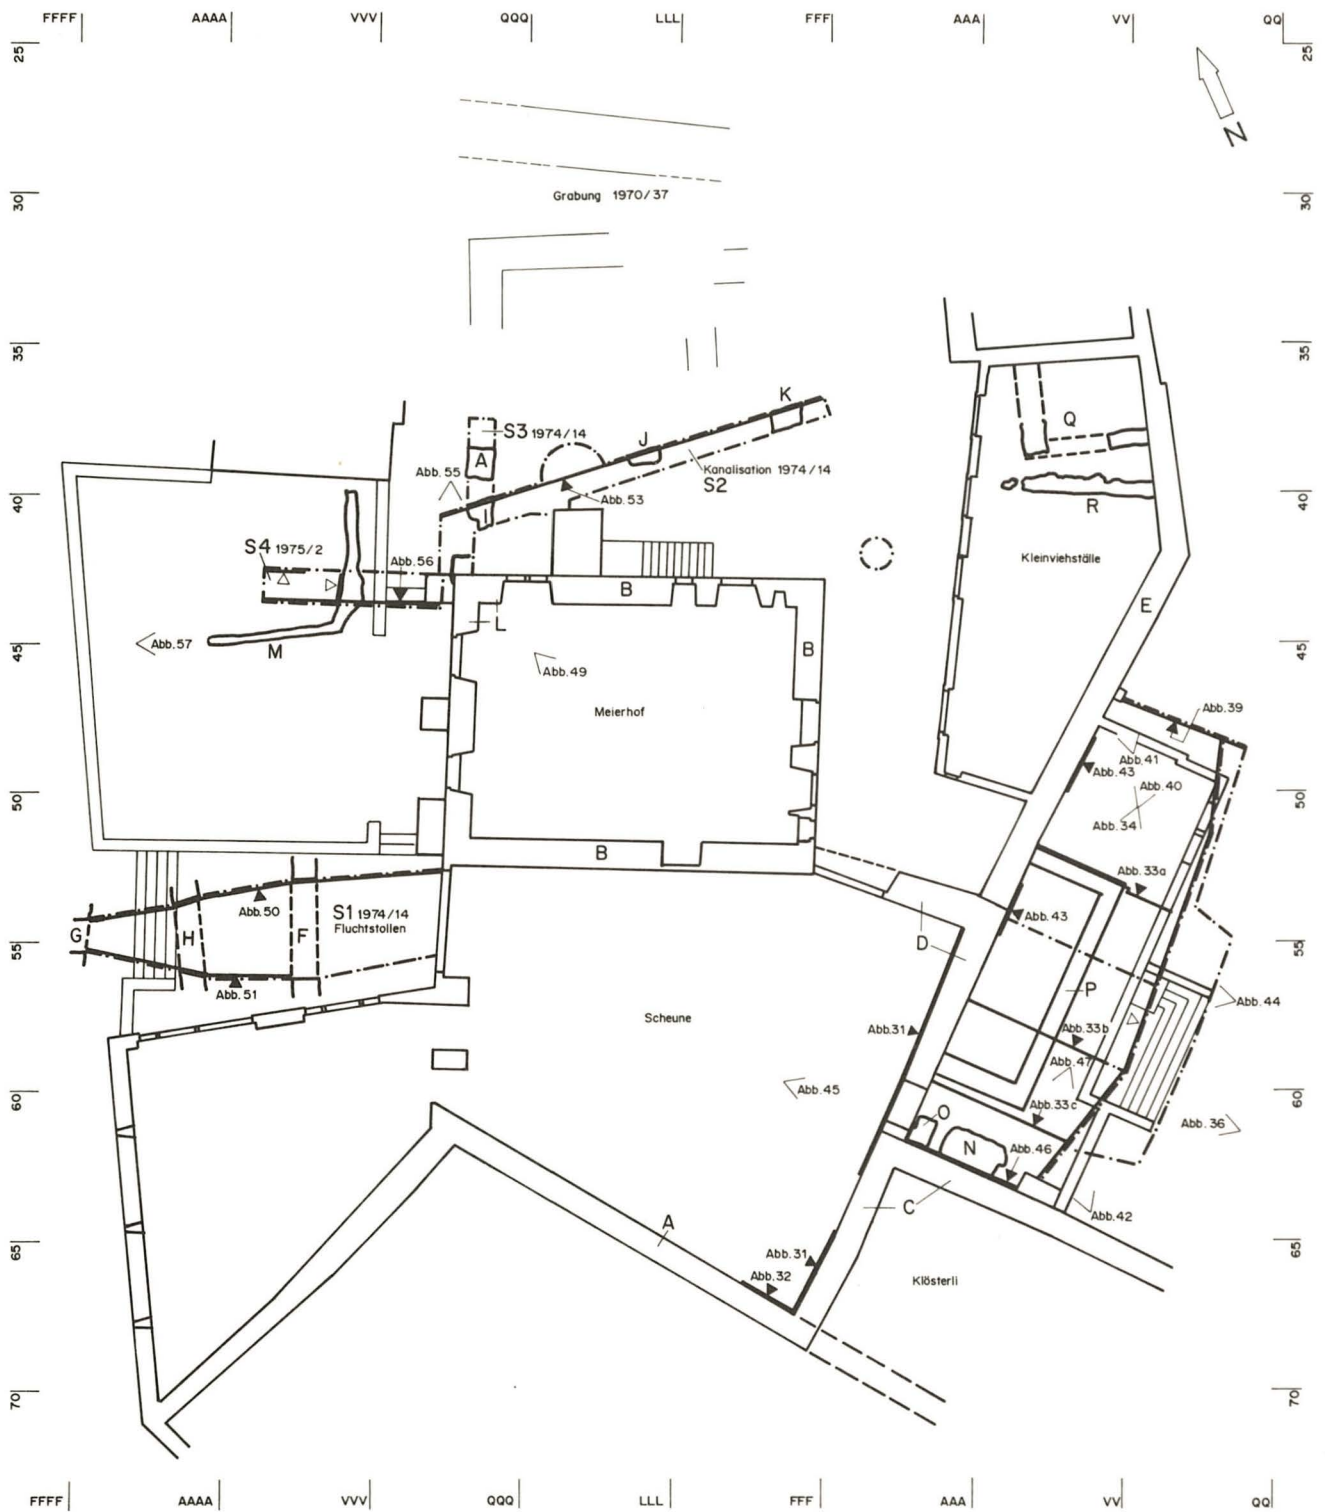 FFFF AAAA VVV QQQ LLL FFF AAA VV QQ
25 25
N
30 30
Grabung 1970/37
35 35
K
S3 1974/14
Q
J
A
Abb.55
Kanalisation 1974/14
S2
Abb.53
40 40
I
R
S4 1975/2
Abb.56
Kleinviehställe
B
E
L
Abb.57
M
45 45
B
Abb.49
Meierhof
Abb.39
Abb.41
Abb.43
Abb.40
50 50
Abb.34
B
Abb.33a
Abb.50
S1 1974/14
Fluchtstollen
Abb.43
G
H
F
D
55 55
Abb.51
P
Abb.44
Scheune
Abb.31
Abb.33b
Abb.47
Abb.45
60 60
Abb.33c
O
Abb.36
N
Abb.46
C
Abb.42
A
65 65
Abb.31
Abb.32
Klösterli
70 70
FFFF AAAA VVV QQQ LLL FFF AAA VV QQ